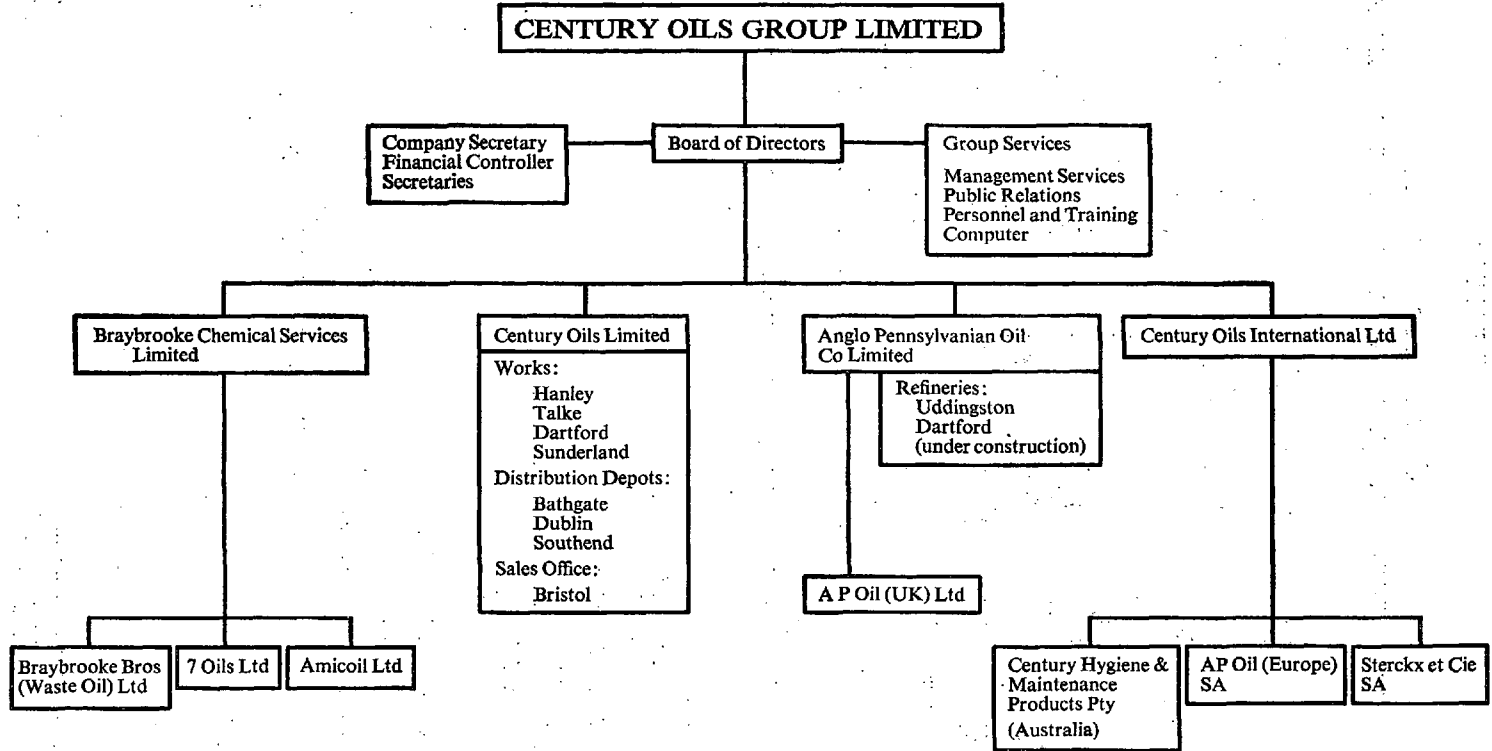 CENTURY OILS GROUP LIMITED
Company Secretary
Financial Controller
Secretaries
Board of Directors
Group Services
Management Services
Public Relations
Personnel and Training
Computer
Braybrooke Chemical Services
Limited
Century Oils Limited
Works:
Hanley
Talke
Dartford
Sunderland
Distribution Depots:
Bathgate
Dublin
Southend
Sales Office:
Bristol
Anglo Pennsylvanian Oil
Co Limited
Refineries:
Uddingston
Dartford
(under construction)
Century Oils International Ltd
A P Oil (UK) Ltd
Braybrooke Bros
(Waste Oil) Ltd
7 Oils Ltd
Amicoil Ltd
Century Hygiene &
Maintenance
Products Pty
(Australia)
AP Oil (Europe)
SA
Sterckx et Cie
SA